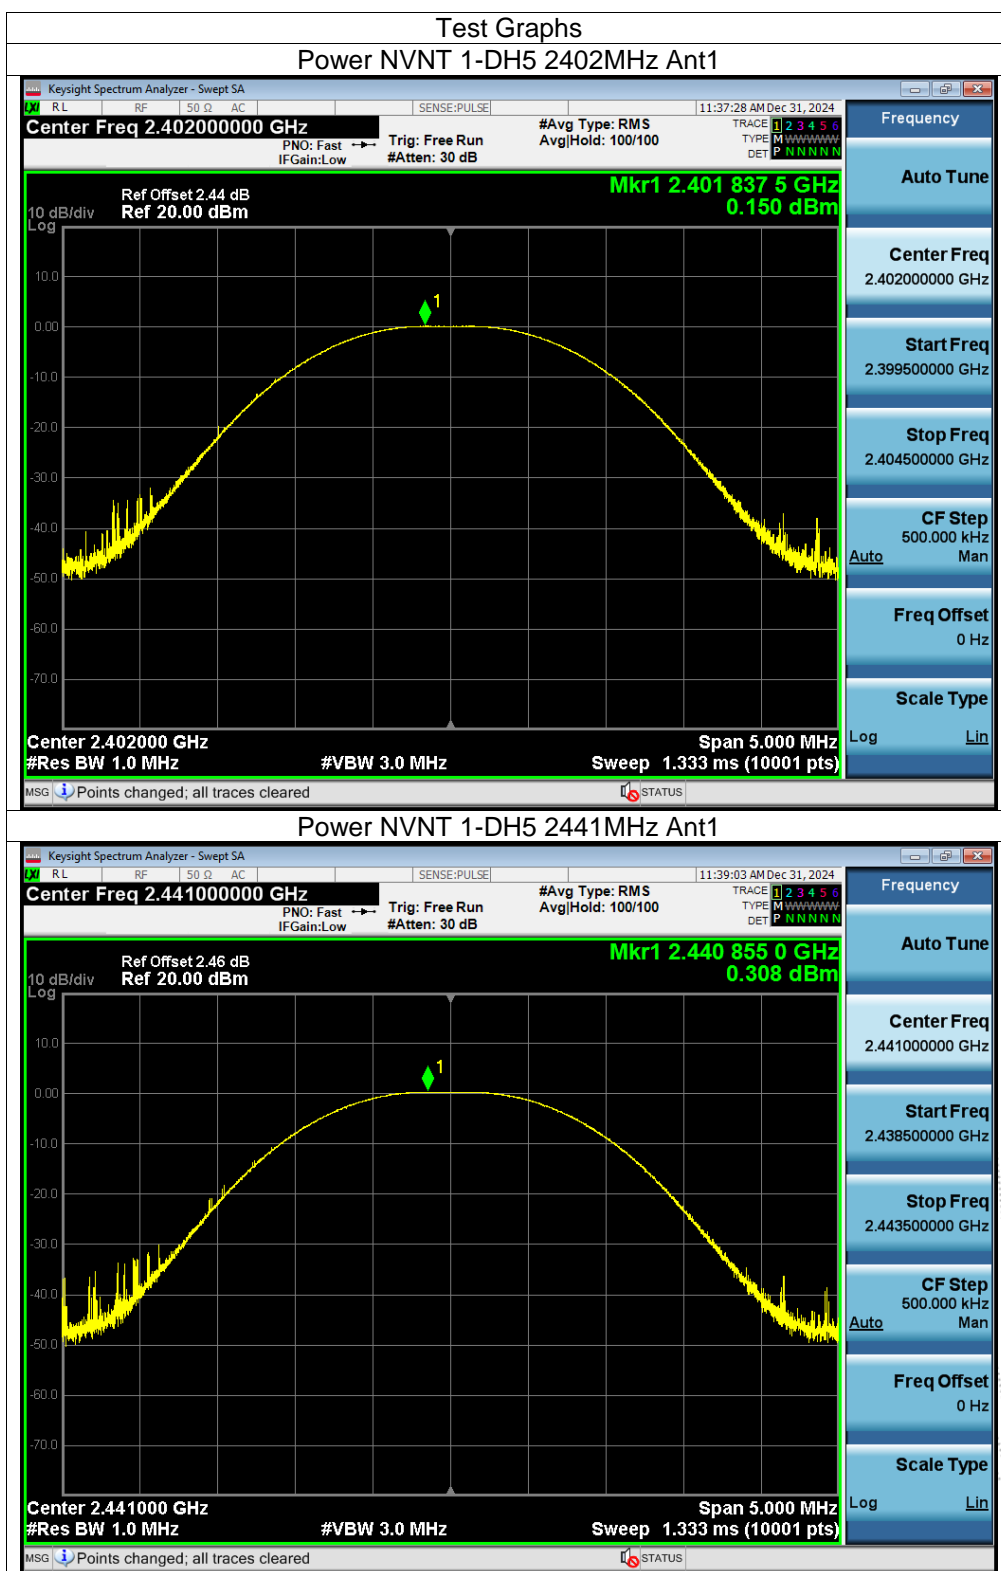 Test Graphs
Power NVNT 1-DH5 2402MHz Ant1
Keysight Spectrum Analyzer - Swept SA
LXI RL RF 50 Ω AC SENSE:PULSE 11:37:28 AM Dec 31, 2024
Center Freq 2.402000000 GHz
PNO: Fast
IFGain:Low
Trig: Free Run
#Atten: 30 dB
#Avg Type: RMS
Avg|Hold: 100/100
TRACE 1 2 3 4 5 6
TYPE M WWWWW
DET P N N N N N
Frequency
Ref Offset 2.44 dB
10 dB/div Ref 20.00 dBm
Log
Mkr1 2.401 837 5 GHz
0.150 dBm
10.0
0.00
-10.0
-20.0
-30.0
-40.0
-50.0
-60.0
-70.0
1
Center 2.402000 GHz
Span 5.000 MHz
#Res BW 1.0 MHz
#VBW 3.0 MHz
Sweep 1.333 ms (10001 pts)
Auto Tune
Center Freq
2.402000000 GHz
Start Freq
2.399500000 GHz
Stop Freq
2.404500000 GHz
CF Step
500.000 kHz
Auto Man
Freq Offset
0 Hz
Scale Type
Log Lin
MSG Points changed; all traces cleared STATUS
Power NVNT 1-DH5 2441MHz Ant1
Keysight Spectrum Analyzer - Swept SA
LXI RL RF 50 Ω AC SENSE:PULSE 11:39:03 AM Dec 31, 2024
Center Freq 2.441000000 GHz
PNO: Fast
IFGain:Low
Trig: Free Run
#Atten: 30 dB
#Avg Type: RMS
Avg|Hold: 100/100
TRACE 1 2 3 4 5 6
TYPE M WWWWW
DET P N N N N N
Frequency
Ref Offset 2.46 dB
10 dB/div Ref 20.00 dBm
Log
Mkr1 2.440 855 0 GHz
0.308 dBm
10.0
0.00
-10.0
-20.0
-30.0
-40.0
-50.0
-60.0
-70.0
1
Center 2.441000 GHz
Span 5.000 MHz
#Res BW 1.0 MHz
#VBW 3.0 MHz
Sweep 1.333 ms (10001 pts)
Auto Tune
Center Freq
2.441000000 GHz
Start Freq
2.438500000 GHz
Stop Freq
2.443500000 GHz
CF Step
500.000 kHz
Auto Man
Freq Offset
0 Hz
Scale Type
Log Lin
MSG Points changed; all traces cleared STATUS